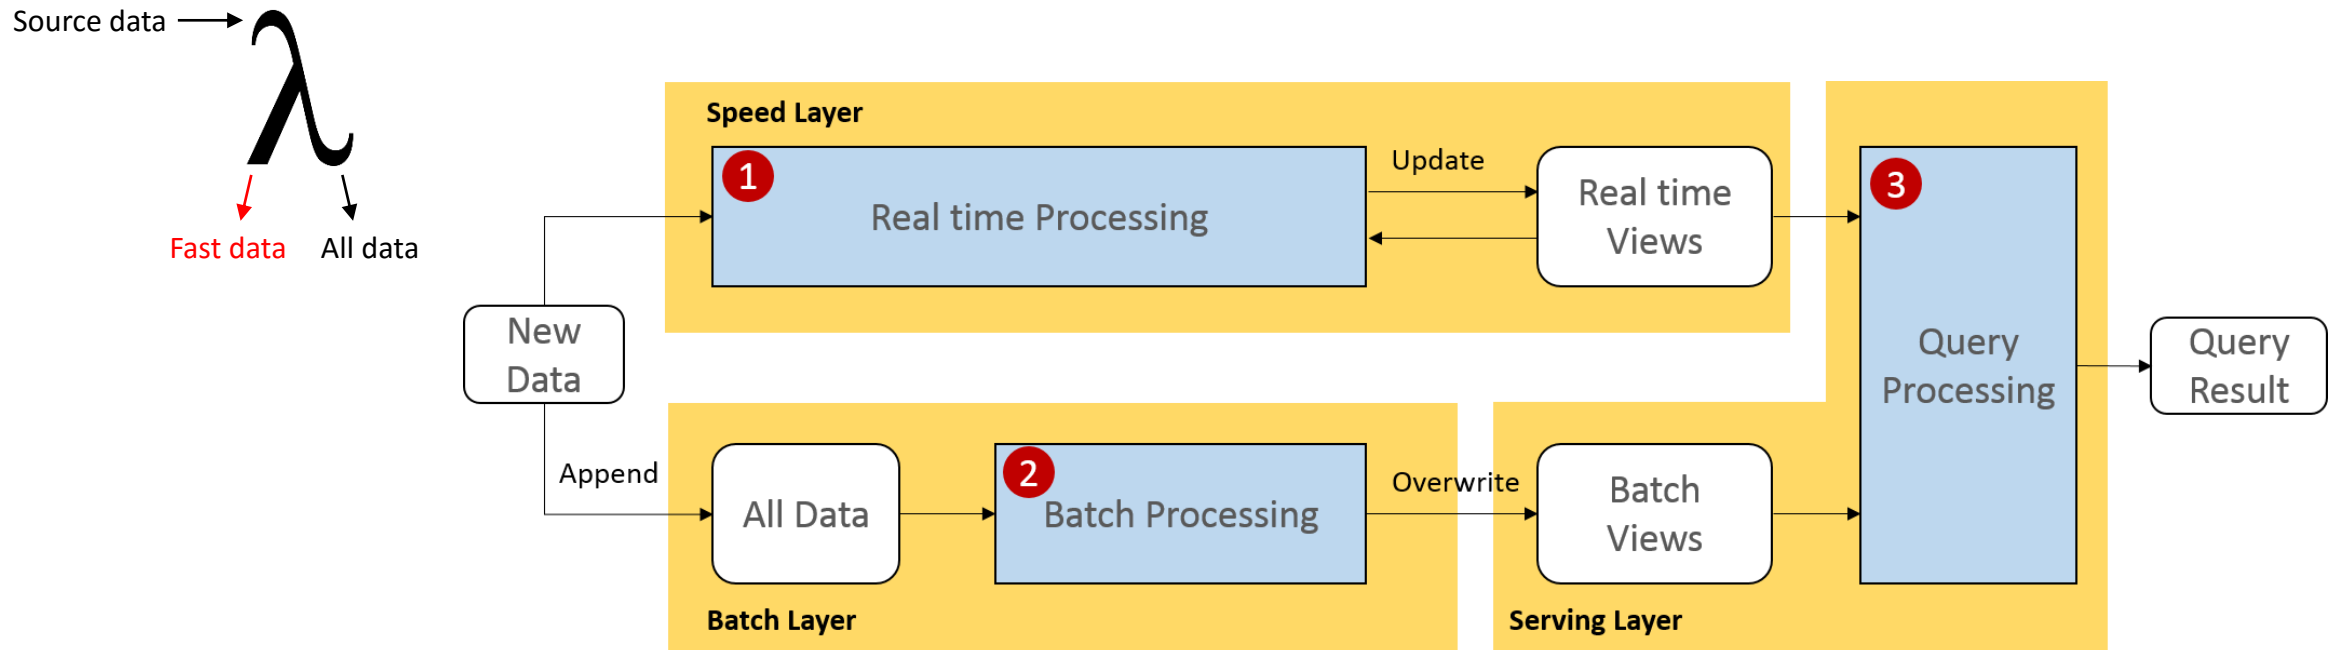 Source data
λ
Fast data
All data
Speed Layer
1
Real time Processing
Update
Real time
Views
3
Query
Processing
New
Data
Query
Result
Append
All Data
2
Batch Processing
Overwrite
Batch
Views
Batch Layer
Serving Layer